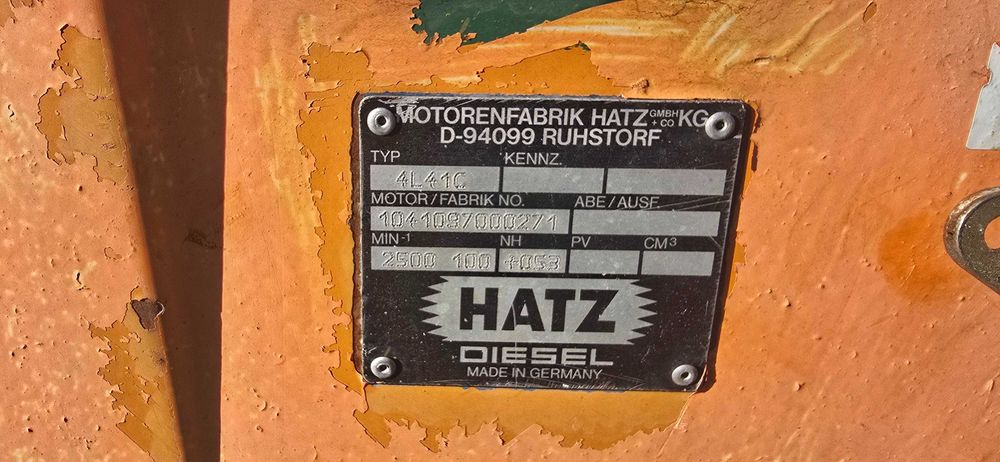 MOTORENFABRIK HATZ GMBH + CO KG
D-94099 RUHSTORF
TYP KENNZ.
4L41C
MOTOR/FABRIK NO. ABE/AUSF.
1041097000271
MIN-1 NH PV CM³
2500 100 +053
HATZ
DIESEL
MADE IN GERMANY